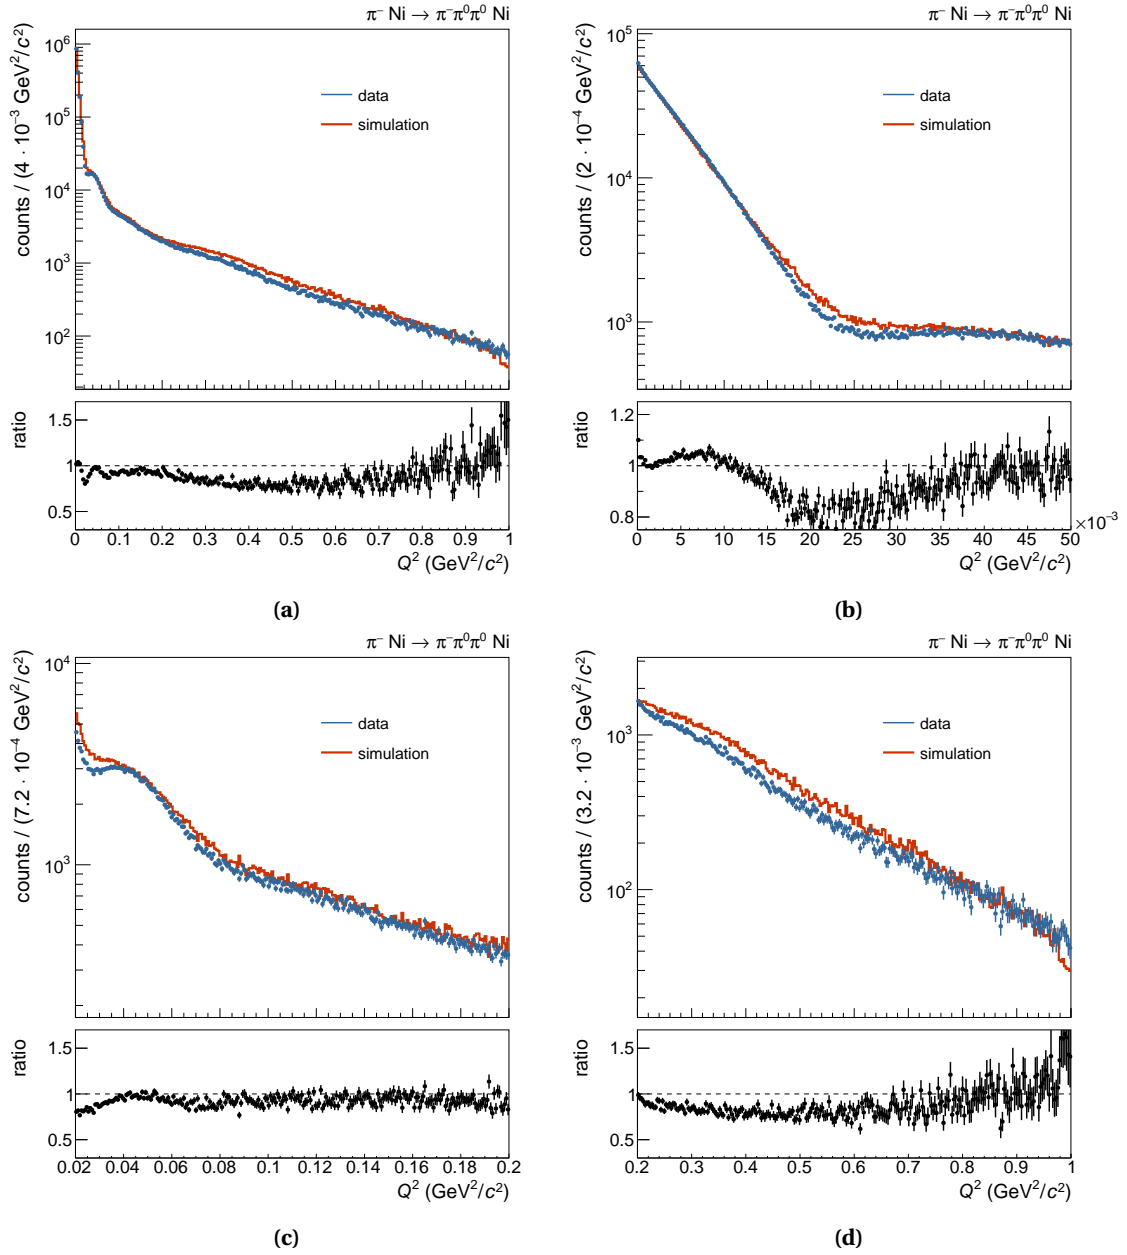 π⁻ Ni → π⁻π⁰π⁰ Ni
counts / (4 · 10⁻³ GeV²/c²)
10⁶
10⁵
10⁴
10³
10²
data
simulation
ratio
1.5
1
0.5
0 0.1 0.2 0.3 0.4 0.5 0.6 0.7 0.8 0.9 1
Q² (GeV²/c²)
(a)
π⁻ Ni → π⁻π⁰π⁰ Ni
counts / (2 · 10⁻⁴ GeV²/c²)
10⁵
10⁴
10³
data
simulation
ratio
1.2
1
0.8
0 5 10 15 20 25 30 35 40 45 50
×10⁻³
Q² (GeV²/c²)
(b)
π⁻ Ni → π⁻π⁰π⁰ Ni
counts / (7.2 · 10⁻⁴ GeV²/c²)
10⁴
10³
data
simulation
ratio
1.5
1
0.5
0.02 0.04 0.06 0.08 0.1 0.12 0.14 0.16 0.18 0.2
Q² (GeV²/c²)
(c)
π⁻ Ni → π⁻π⁰π⁰ Ni
counts / (3.2 · 10⁻³ GeV²/c²)
10³
10²
data
simulation
ratio
1.5
1
0.5
0.2 0.3 0.4 0.5 0.6 0.7 0.8 0.9 1
Q² (GeV²/c²)
(d)